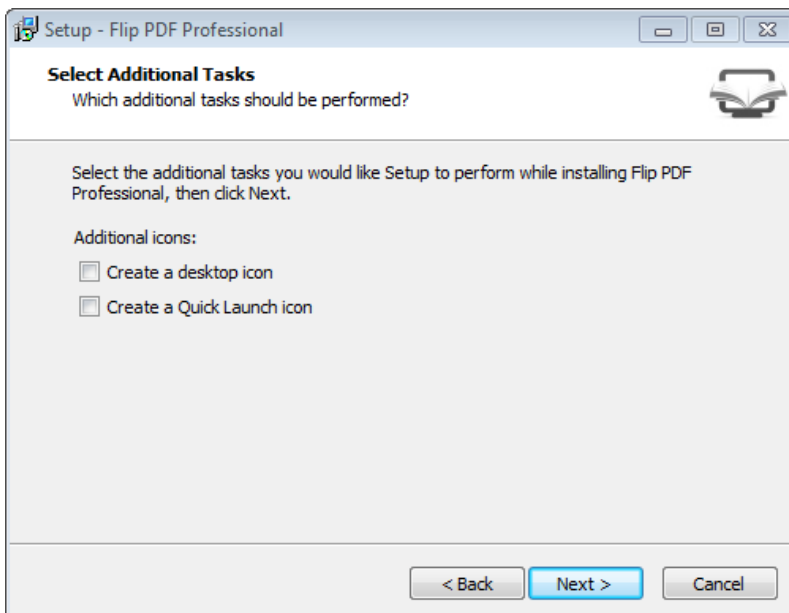 Setup - Flip PDF Professional
Select Additional Tasks
Which additional tasks should be performed?
Select the additional tasks you would like Setup to perform while installing Flip PDF
Professional, then click Next.
Additional icons:
Create a desktop icon
Create a Quick Launch icon
< Back
Next >
Cancel